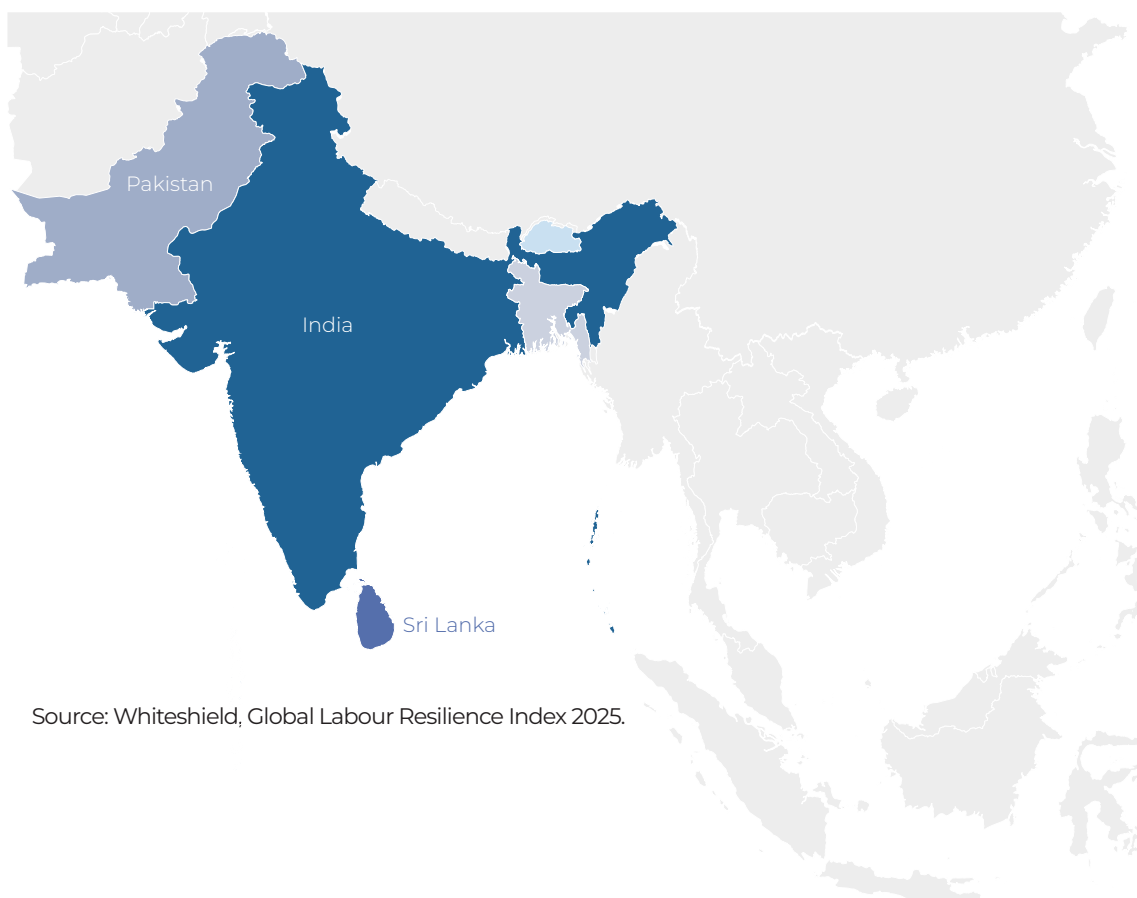 Pakistan
India
Sri Lanka
Source: Whiteshield, Global Labour Resilience Index 2025.